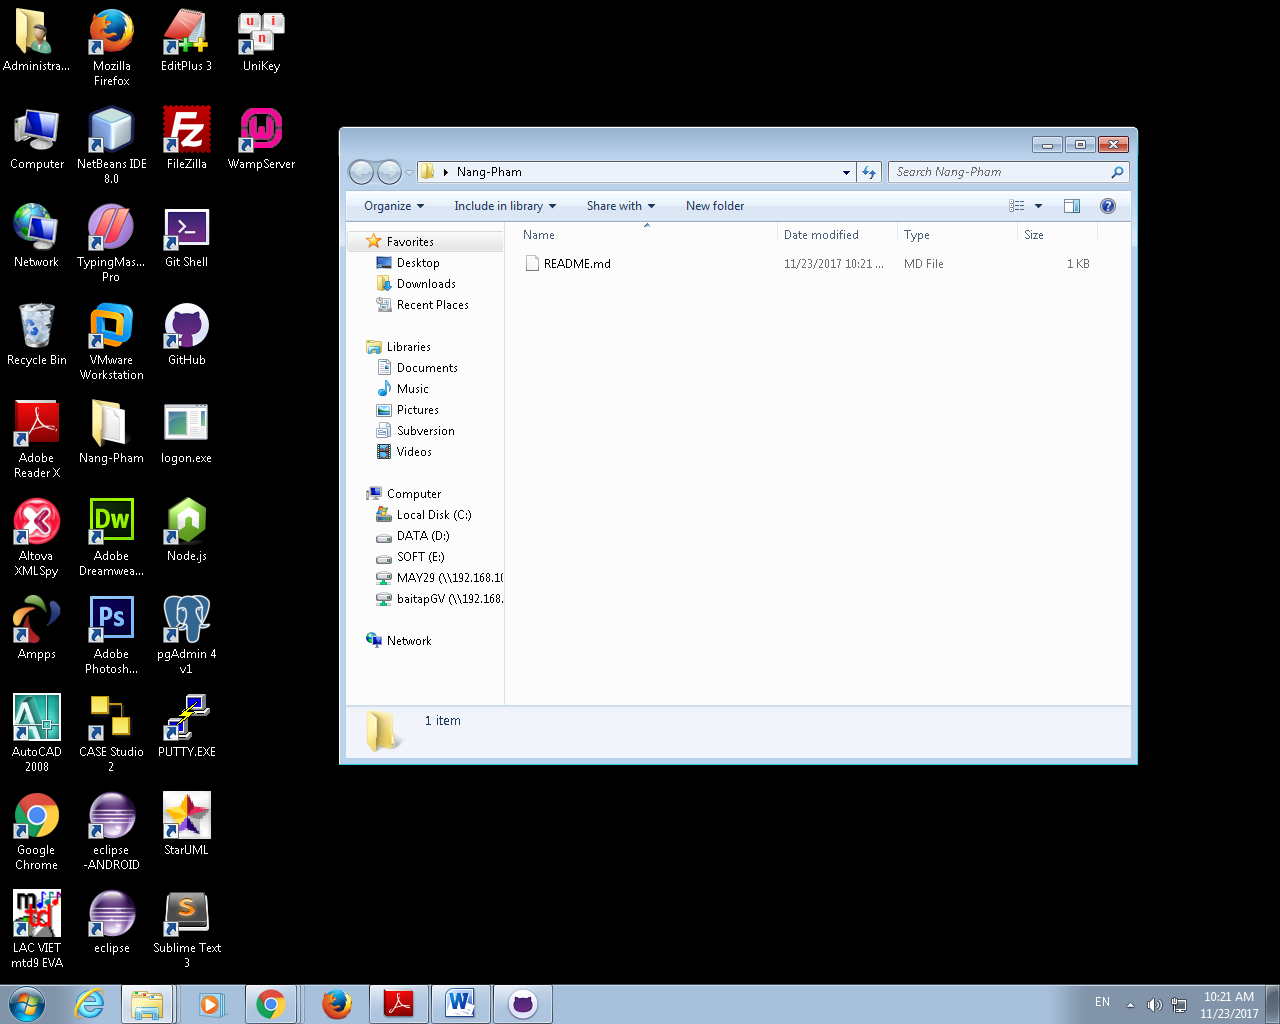 Administra...
Mozilla
Firefox
EditPlus 3
UniKey
Computer
NetBeans IDE
8.0
FileZilla
WampServer
Network
TypingMas...
Pro
Git Shell
Recycle Bin
VMware
Workstation
GitHub
Adobe
Reader X
Nang-Pham
logon.exe
Altova
XMLSpy
Adobe
Dreamwea...
Node.js
Ampps
Adobe
Photosh...
pgAdmin 4
v1
AutoCAD
2008
CASE Studio
2
PUTTY.EXE
Google
Chrome
eclipse
-ANDROID
StarUML
LAC VIET
mtd9 EVA
eclipse
Sublime Text
3
Nang-Pham
Search Nang-Pham
Organize
Include in library
Share with
New folder
Name
Date modified
Type
Size
README.md
11/23/2017 10:21 ...
MD File
1 KB
Favorites
Desktop
Downloads
Recent Places
Libraries
Documents
Music
Pictures
Subversion
Videos
Computer
Local Disk (C:)
DATA (D:)
SOFT (E:)
MAY29 (\\192.168.10
baitapGV (\\192.168.
Network
1 item
EN
10:21 AM
11/23/2017